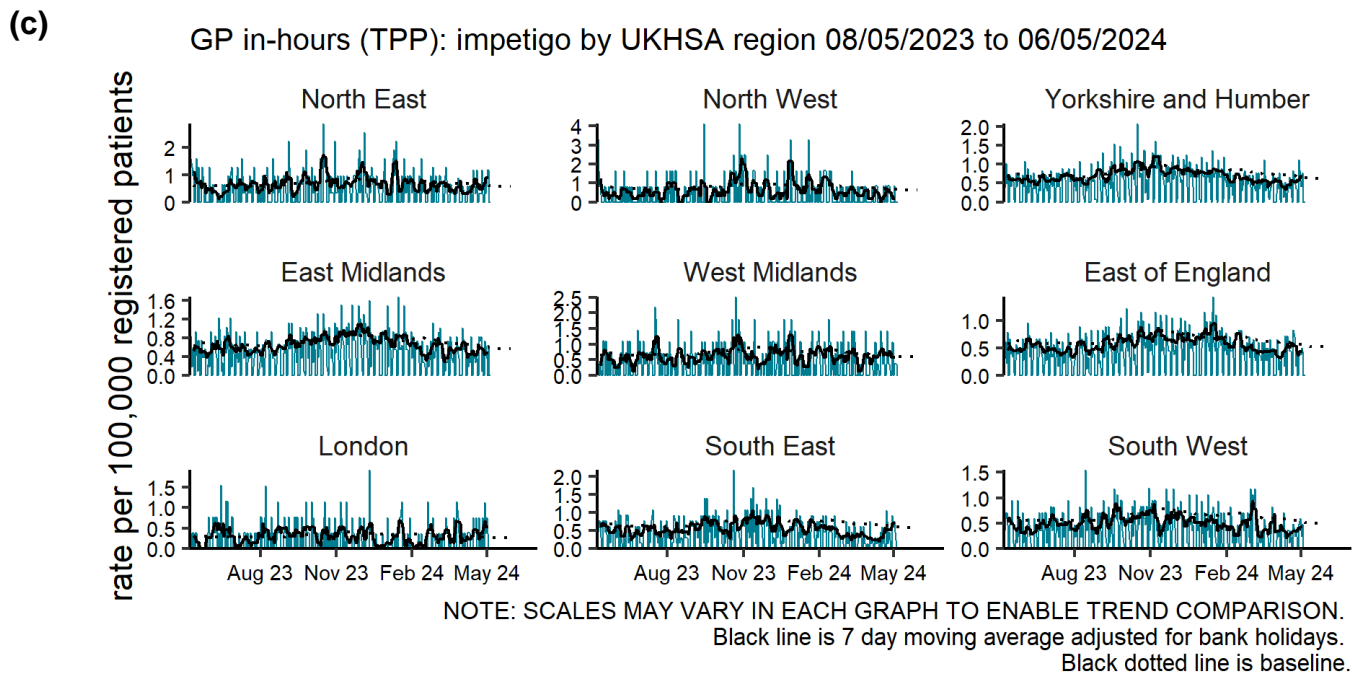 (c)
GP in-hours (TPP): impetigo by UKHSA region 08/05/2023 to 06/05/2024
rate per 100,000 registered patients
North East
2
1
0
North West
4
3
2
1
0
Yorkshire and Humber
2.0
1.5
1.0
0.5
0.0
East Midlands
1.6
1.2
0.8
0.4
0.0
West Midlands
2.5
2.0
1.5
1.0
0.5
0.0
East of England
1.0
0.5
0.0
London
1.5
1.0
0.5
0.0
Aug 23 Nov 23 Feb 24 May 24
South East
2.0
1.5
1.0
0.5
0.0
Aug 23 Nov 23 Feb 24 May 24
South West
1.5
1.0
0.5
0.0
Aug 23 Nov 23 Feb 24 May 24
NOTE: SCALES MAY VARY IN EACH GRAPH TO ENABLE TREND COMPARISON.
Black line is 7 day moving average adjusted for bank holidays.
Black dotted line is baseline.